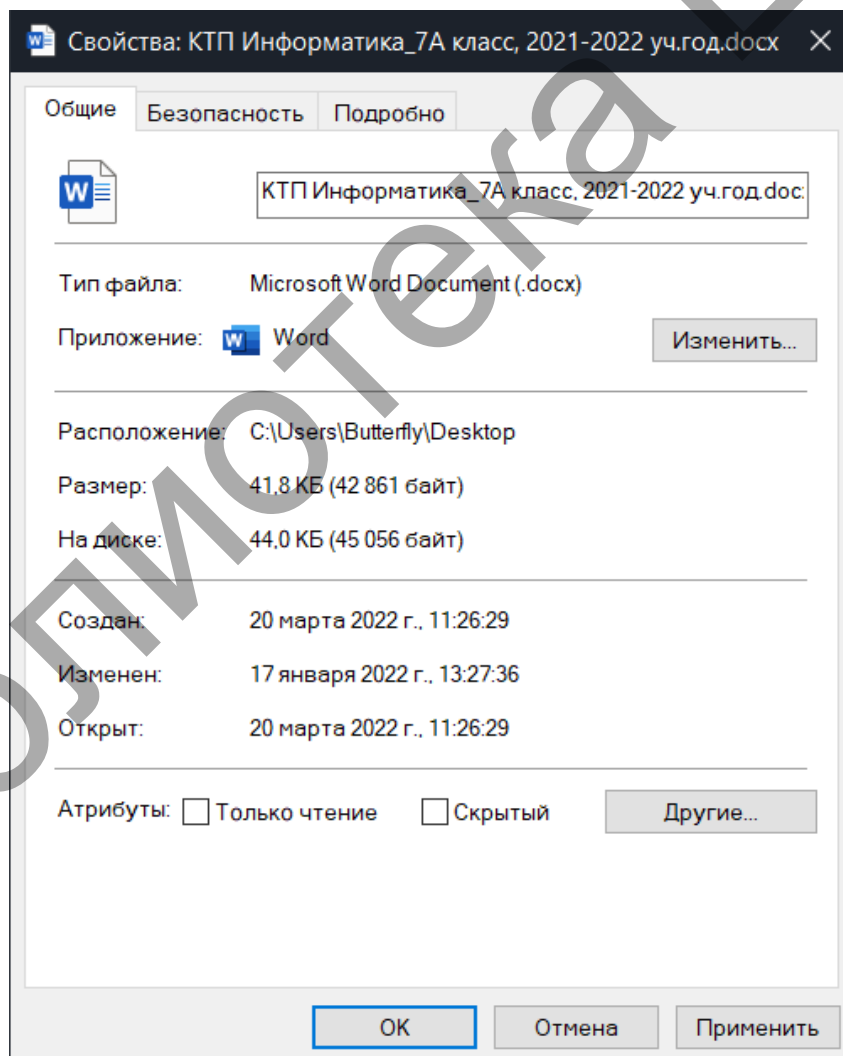 Свойства: КТП Информатика_7А класс, 2021-2022 уч.год.docx
Общие Безопасность Подробно
КТП Информатика_7А класс, 2021-2022 уч.год.doc
Тип файла: Microsoft Word Document (.docx)
Приложение: Word Изменить...
Расположение: C:\Users\Butterfly\Desktop
Размер: 41,8 КБ (42 861 байт)
На диске: 44,0 КБ (45 056 байт)
Создан: 20 марта 2022 г., 11:26:29
Изменен: 17 января 2022 г., 13:27:36
Открыт: 20 марта 2022 г., 11:26:29
Атрибуты: Только чтение Скрытый Другие...
OK Отмена Применить